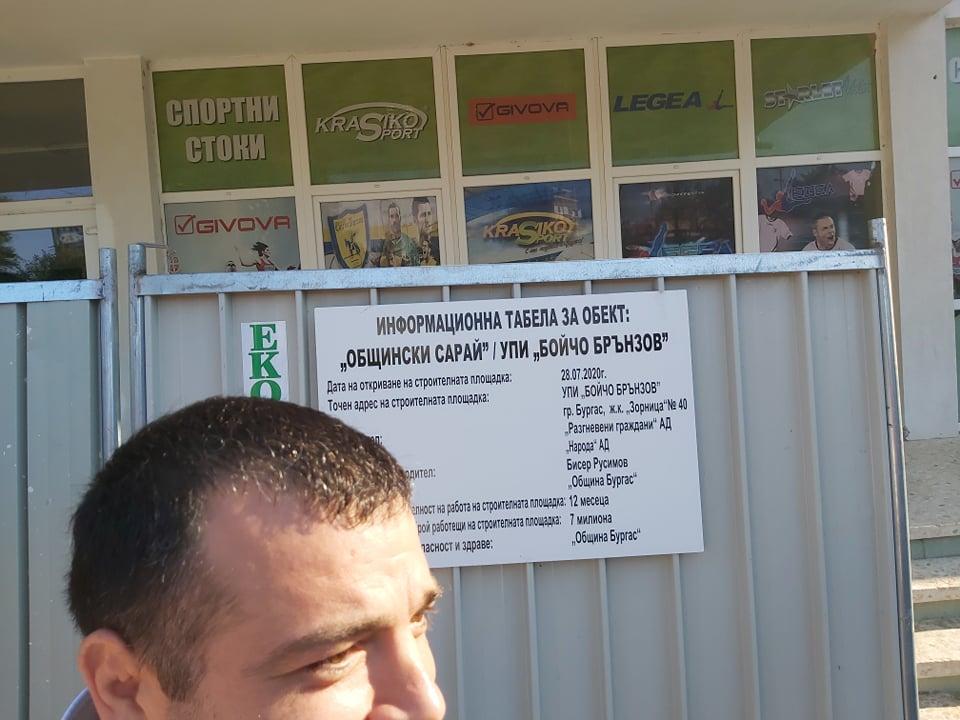 СПОРТНИ
СТОКИ
KRASIKO
SPORT
GIVOVA
LEGEA
STARLET
GIVOVA
KRASIKO
SPORT
ЕКО
ИНФОРМАЦИОННА ТАБЕЛА ЗА ОБЕКТ:
„ОБЩИНСКИ САРАЙ” / УПИ „БОЙЧО БРЪНЗОВ”
Дата на откриване на строителната площадка: 28.07.2020г.
Точен адрес на строителната площадка: УПИ „БОЙЧО БРЪНЗОВ”
гр. Бургас, ж.к. „Зорница“№ 40
„Разгневени граждани“ АД
„Народа“ АД
Бисер Русимов
„Община Бургас“
на работа на строителната площадка: 12 месеца
работещи на строителната площадка: 7 милиона
и здраве: „Община Бургас“